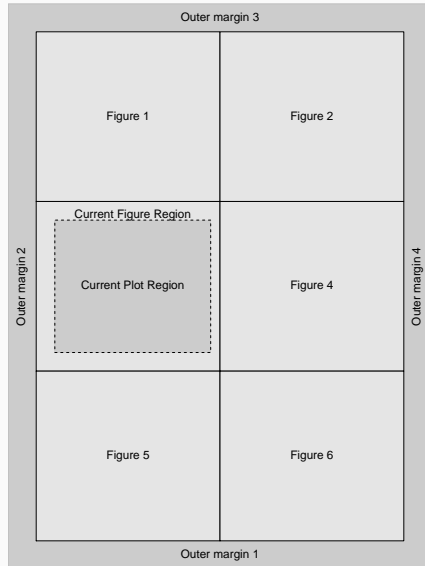 Outer margin 3
Figure 1
Figure 2
Current Figure Region
Current Plot Region
Figure 4
Outer margin 2
Outer margin 4
Figure 5
Figure 6
Outer margin 1